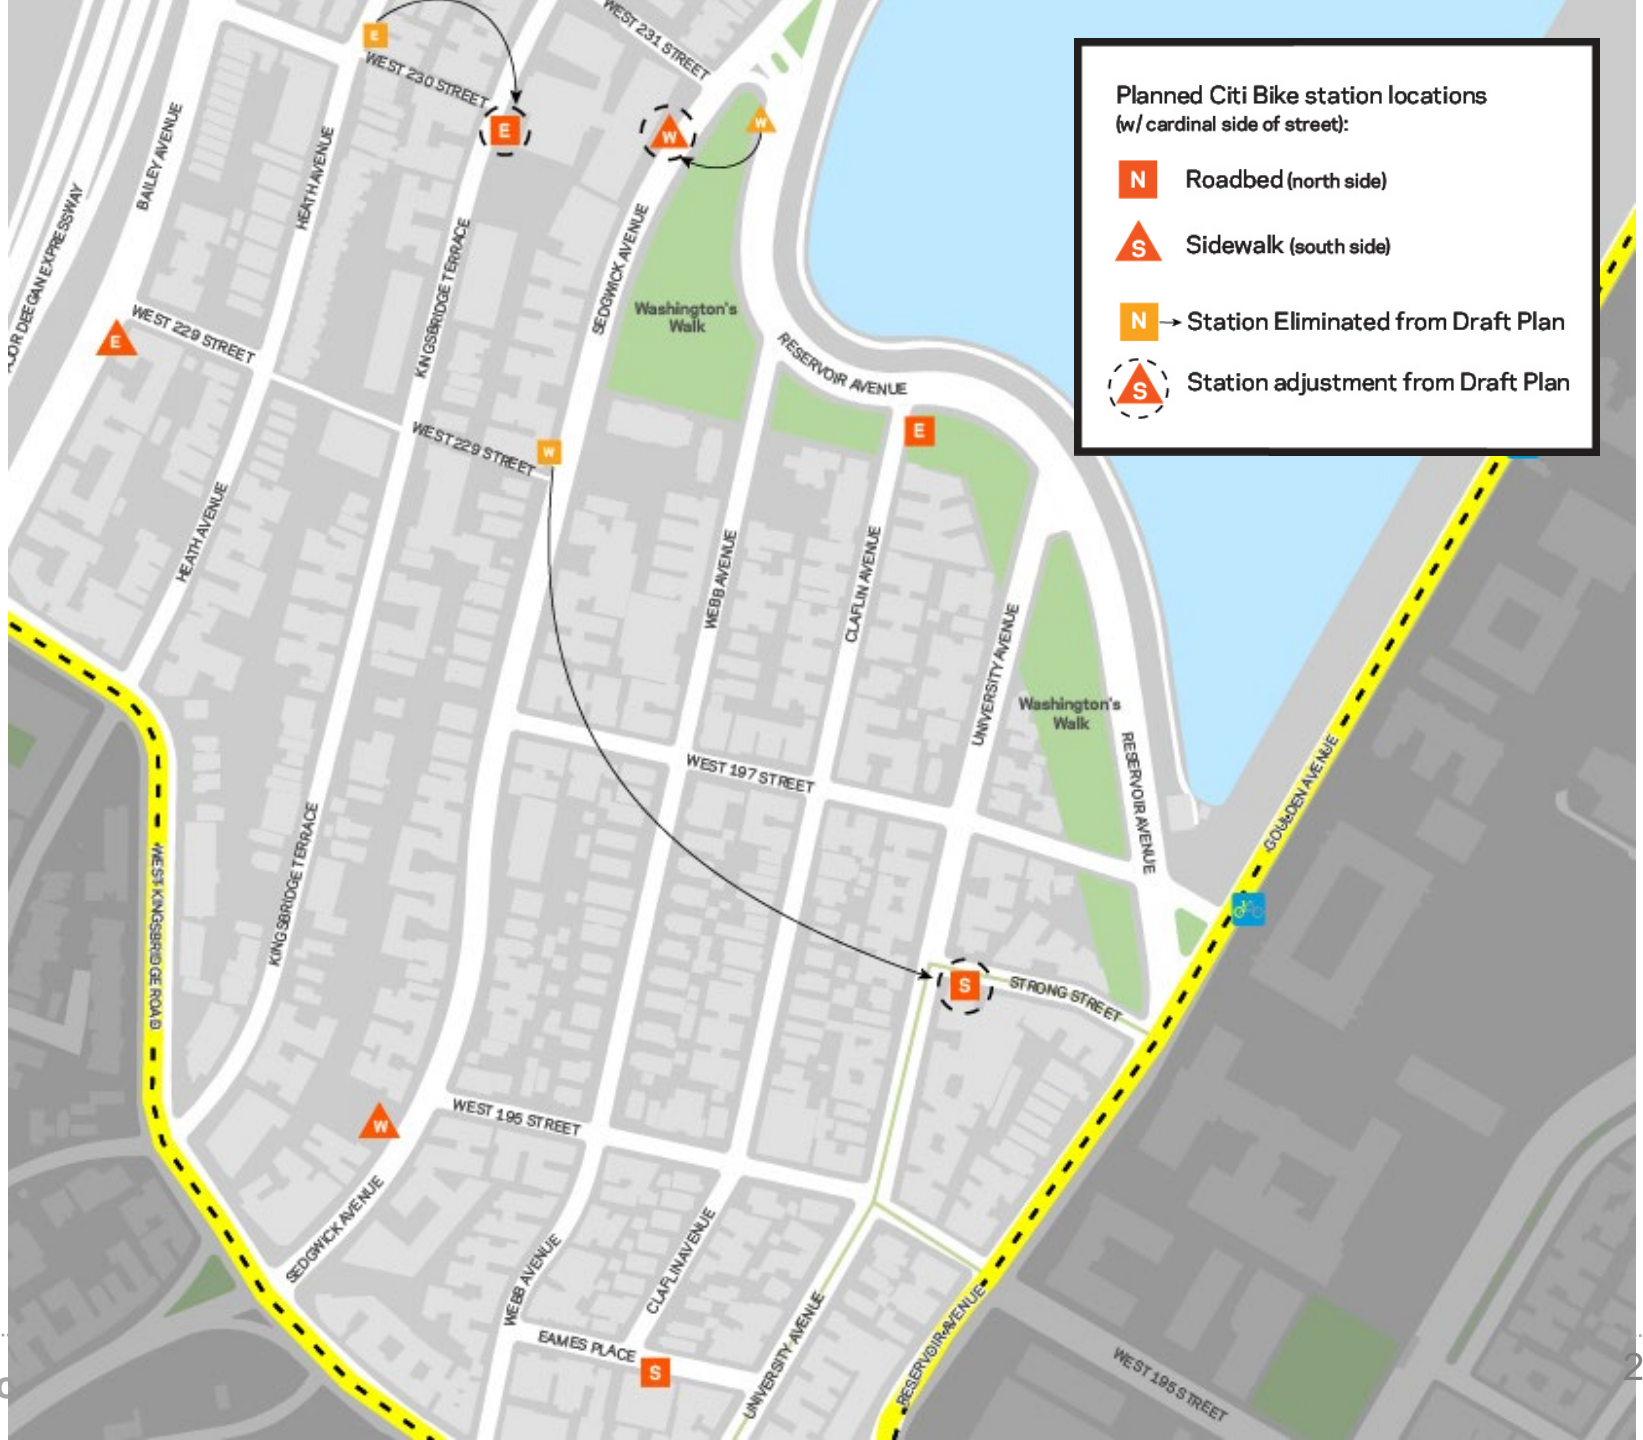 WEST 231 STREET
E
WEST 230 STREET
E
W
W
BAILEY AVENUE
HEATH AVENUE
KINGSBRIDGE TERRACE
SEDGWICK AVENUE
DEEGAN EXPRESSWAY
Planned Citi Bike station locations
(w/ cardinal side of street):
N
Roadbed (north side)
S
Sidewalk (south side)
N
Station Eliminated from Draft Plan
S
Station adjustment from Draft Plan
Washington's
Walk
WEST 229 STREET
E
RESERVOIR AVENUE
WEST 229 STREET
W
E
HEATH AVENUE
WEBB AVENUE
CLAFLIN AVENUE
UNIVERSITY AVENUE
Washington's
Walk
RESERVOIR AVENUE
WEST 197 STREET
GOULDEN AVENUE
KINGSBRIDGE TERRACE
WEST KINGSBRIDGE ROAD
S
STRONG STREET
W
WEST 195 STREET
SEDGWICK AVENUE
WEBB AVENUE
CLAFLIN AVENUE
UNIVERSITY AVENUE
RESERVOIR AVENUE
EAMES PLACE
S
WEST 195 STREET
2